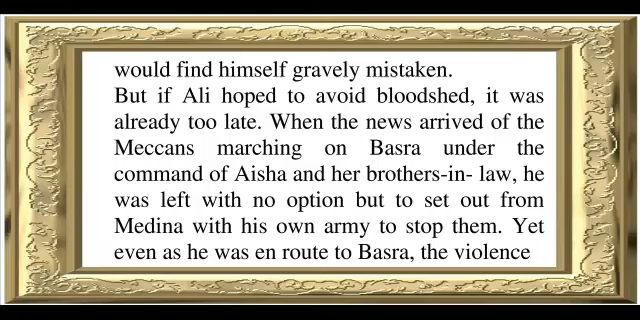 would find himself gravely mistaken.
But if Ali hoped to avoid bloodshed, it was
already too late. When the news arrived of the
Meccans marching on Basra under the
command of Aisha and her brothers-in- law, he
was left with no option but to set out from
Medina with his own army to stop them. Yet
even as he was en route to Basra, the violence